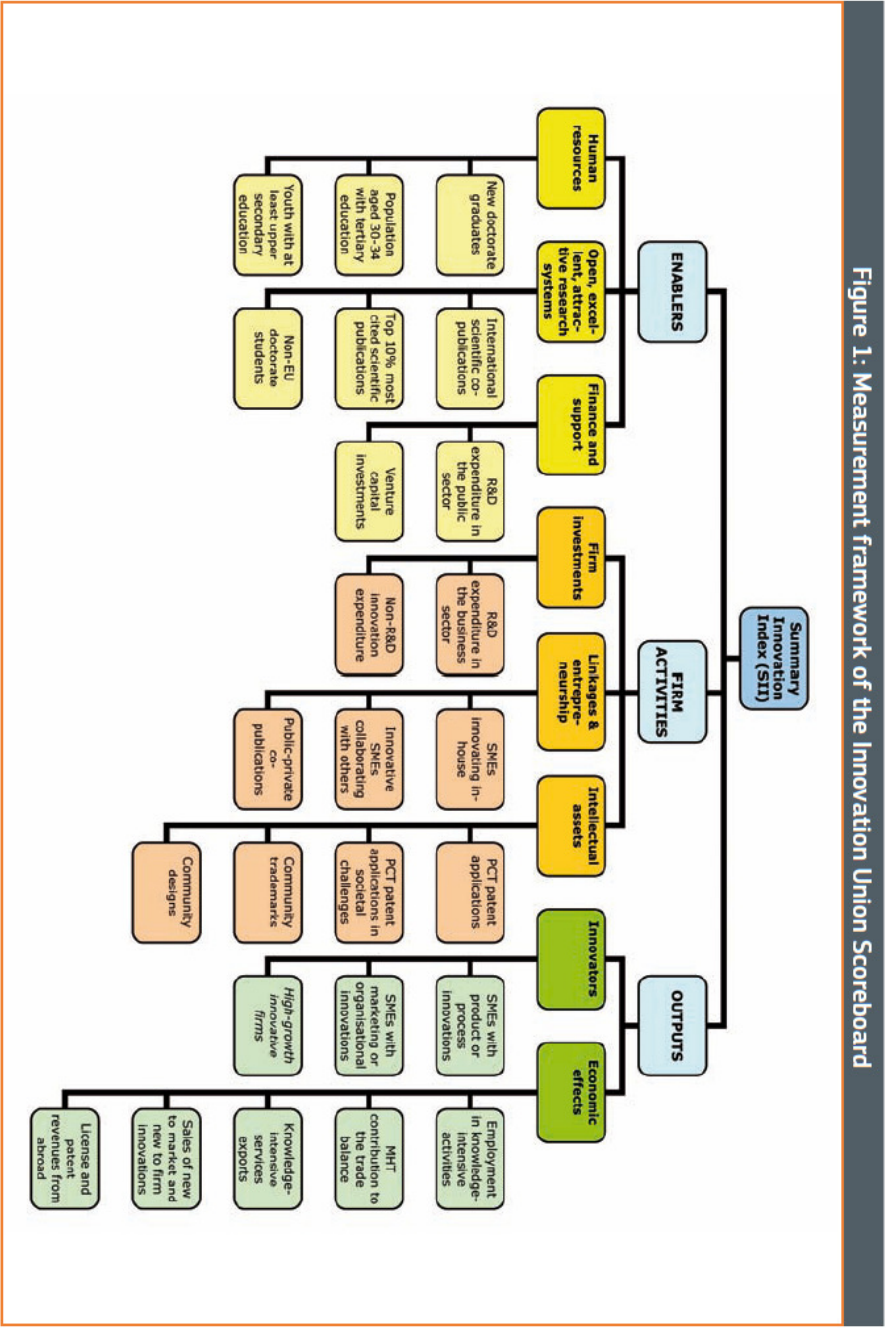 Figure 1: Measurement framework of the Innovation Union Scoreboard
Summary
Innovation
Index (SII)
ENABLERS
FIRM
ACTIVITIES
OUTPUTS
Human
resources
Open, excel-
lent, attrac-
tive research
systems
Finance and
support
Firm
investments
Linkages &
entrepre-
neurship
Intellectual
assets
Innovators
Economic
effects
New doctorate
graduates
International
scientific co-
publications
R&D
expenditure in
the public
sector
R&D
expenditure in
the business
sector
SMEs
innovating in-
house
PCT patent
applications
SMEs with
product or
process
innovations
Employment
in knowledge-
intensive
activities
Population
aged 30-34
with tertiary
education
Top 10% most
cited scientific
publications
Venture
capital
investments
Non-R&D
innovation
expenditure
Innovative
SMEs
collaborating
with others
PCT patent
applications in
societal
challenges
SMEs with
marketing or
organisational
innovations
MHT
contribution to
the trade
balance
Youth with at
least upper
secondary
education
Non-EU
doctorate
students
Public-private
co-
publications
Community
trademarks
High-growth
innovative
firms
Knowledge-
intensive
services
exports
Community
designs
Sales of new
to market and
new to firm
innovations
License and
patent
revenues from
abroad